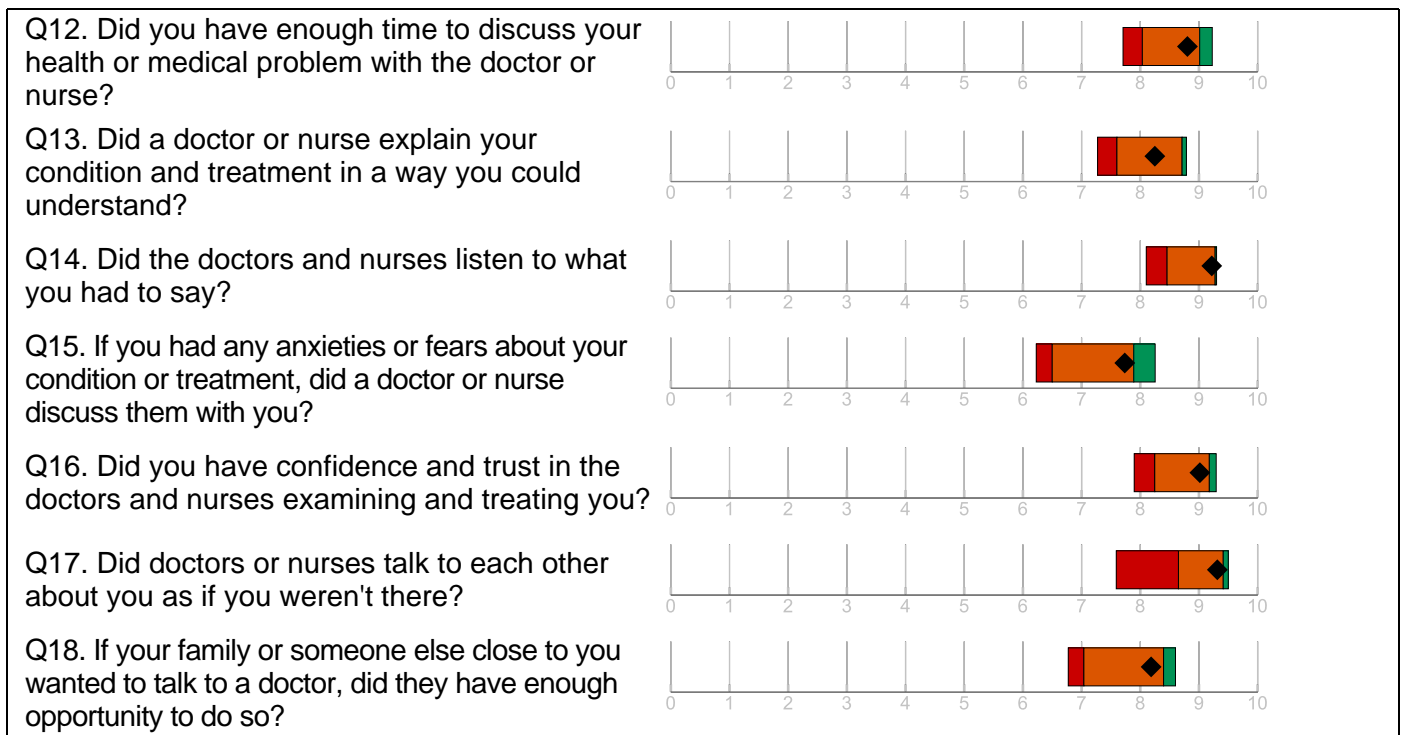 Q12. Did you have enough time to discuss your
health or medical problem with the doctor or
nurse?
0 1 2 3 4 5 6 7 8 9 10
Q13. Did a doctor or nurse explain your
condition and treatment in a way you could
understand?
0 1 2 3 4 5 6 7 8 9 10
Q14. Did the doctors and nurses listen to what
you had to say?
0 1 2 3 4 5 6 7 8 9 10
Q15. If you had any anxieties or fears about your
condition or treatment, did a doctor or nurse
discuss them with you?
0 1 2 3 4 5 6 7 8 9 10
Q16. Did you have confidence and trust in the
doctors and nurses examining and treating you?
0 1 2 3 4 5 6 7 8 9 10
Q17. Did doctors or nurses talk to each other
about you as if you weren't there?
0 1 2 3 4 5 6 7 8 9 10
Q18. If your family or someone else close to you
wanted to talk to a doctor, did they have enough
opportunity to do so?
0 1 2 3 4 5 6 7 8 9 10